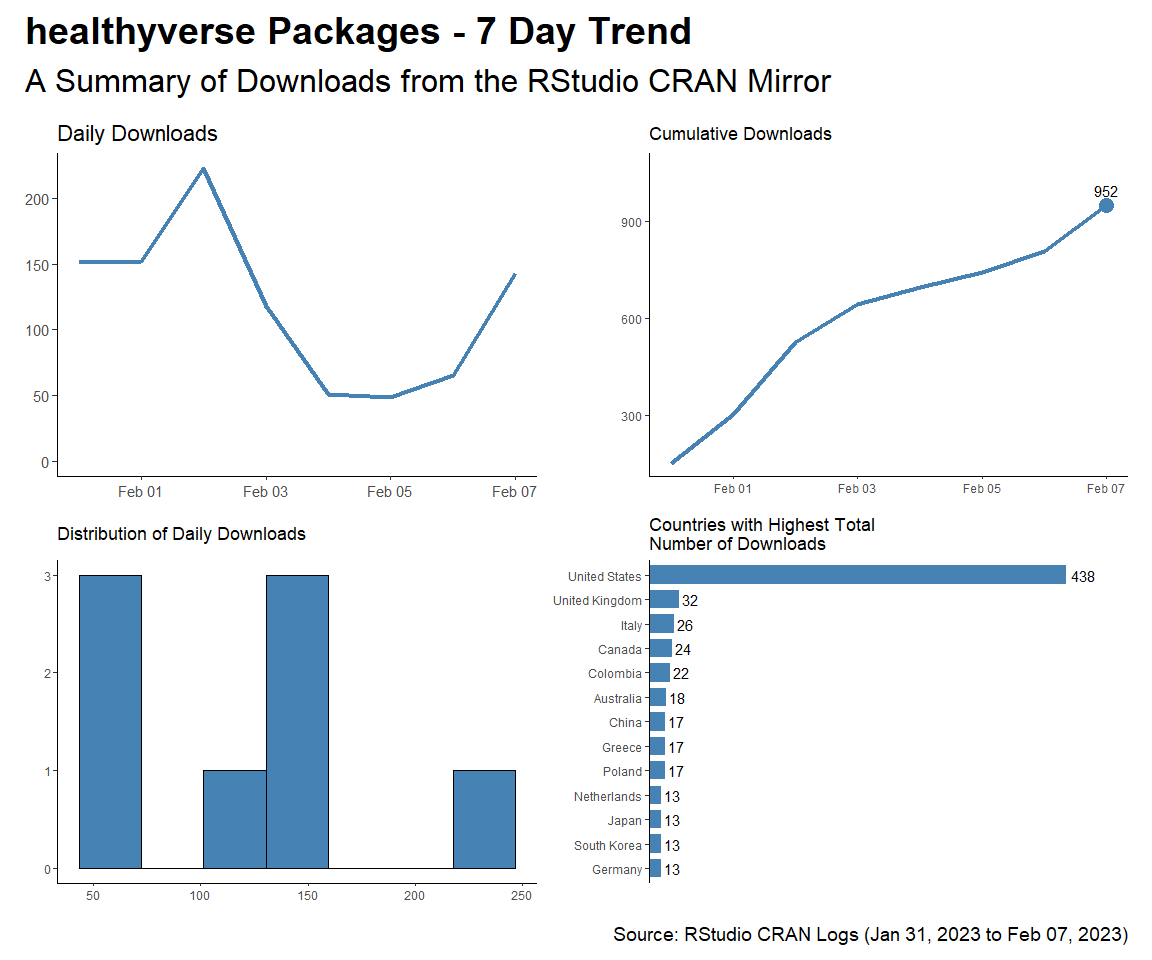 healthyverse Packages - 7 Day Trend
A Summary of Downloads from the RStudio CRAN Mirror
Daily Downloads
200
150
100
50
0
Feb 01 Feb 03 Feb 05 Feb 07
Cumulative Downloads
952
900
600
300
Feb 01 Feb 03 Feb 05 Feb 07
Distribution of Daily Downloads
3
2
1
0
50 100 150 200 250
Countries with Highest Total
Number of Downloads
United States 438
United Kingdom 32
Italy 26
Canada 24
Colombia 22
Australia 18
China 17
Greece 17
Poland 17
Netherlands 13
Japan 13
South Korea 13
Germany 13
Source: RStudio CRAN Logs (Jan 31, 2023 to Feb 07, 2023)